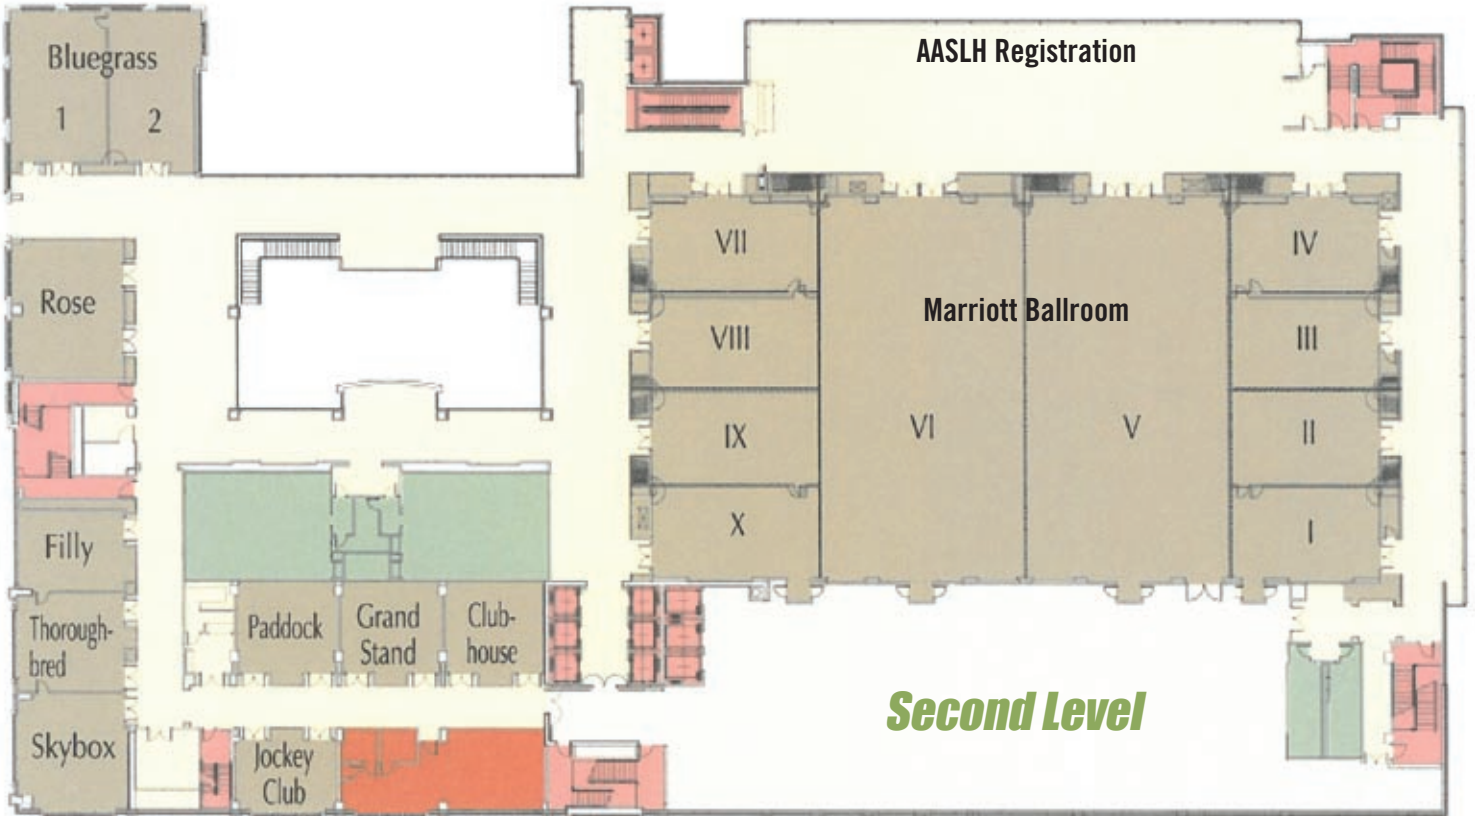 AASLH Registration
Bluegrass
1
2
VII
IV
Rose
Marriott Ballroom
VIII
III
IX
VI
V
II
X
I
Filly
Thorough-
bred
Paddock
Grand
Stand
Club-
house
Second Level
Skybox
Jockey
Club